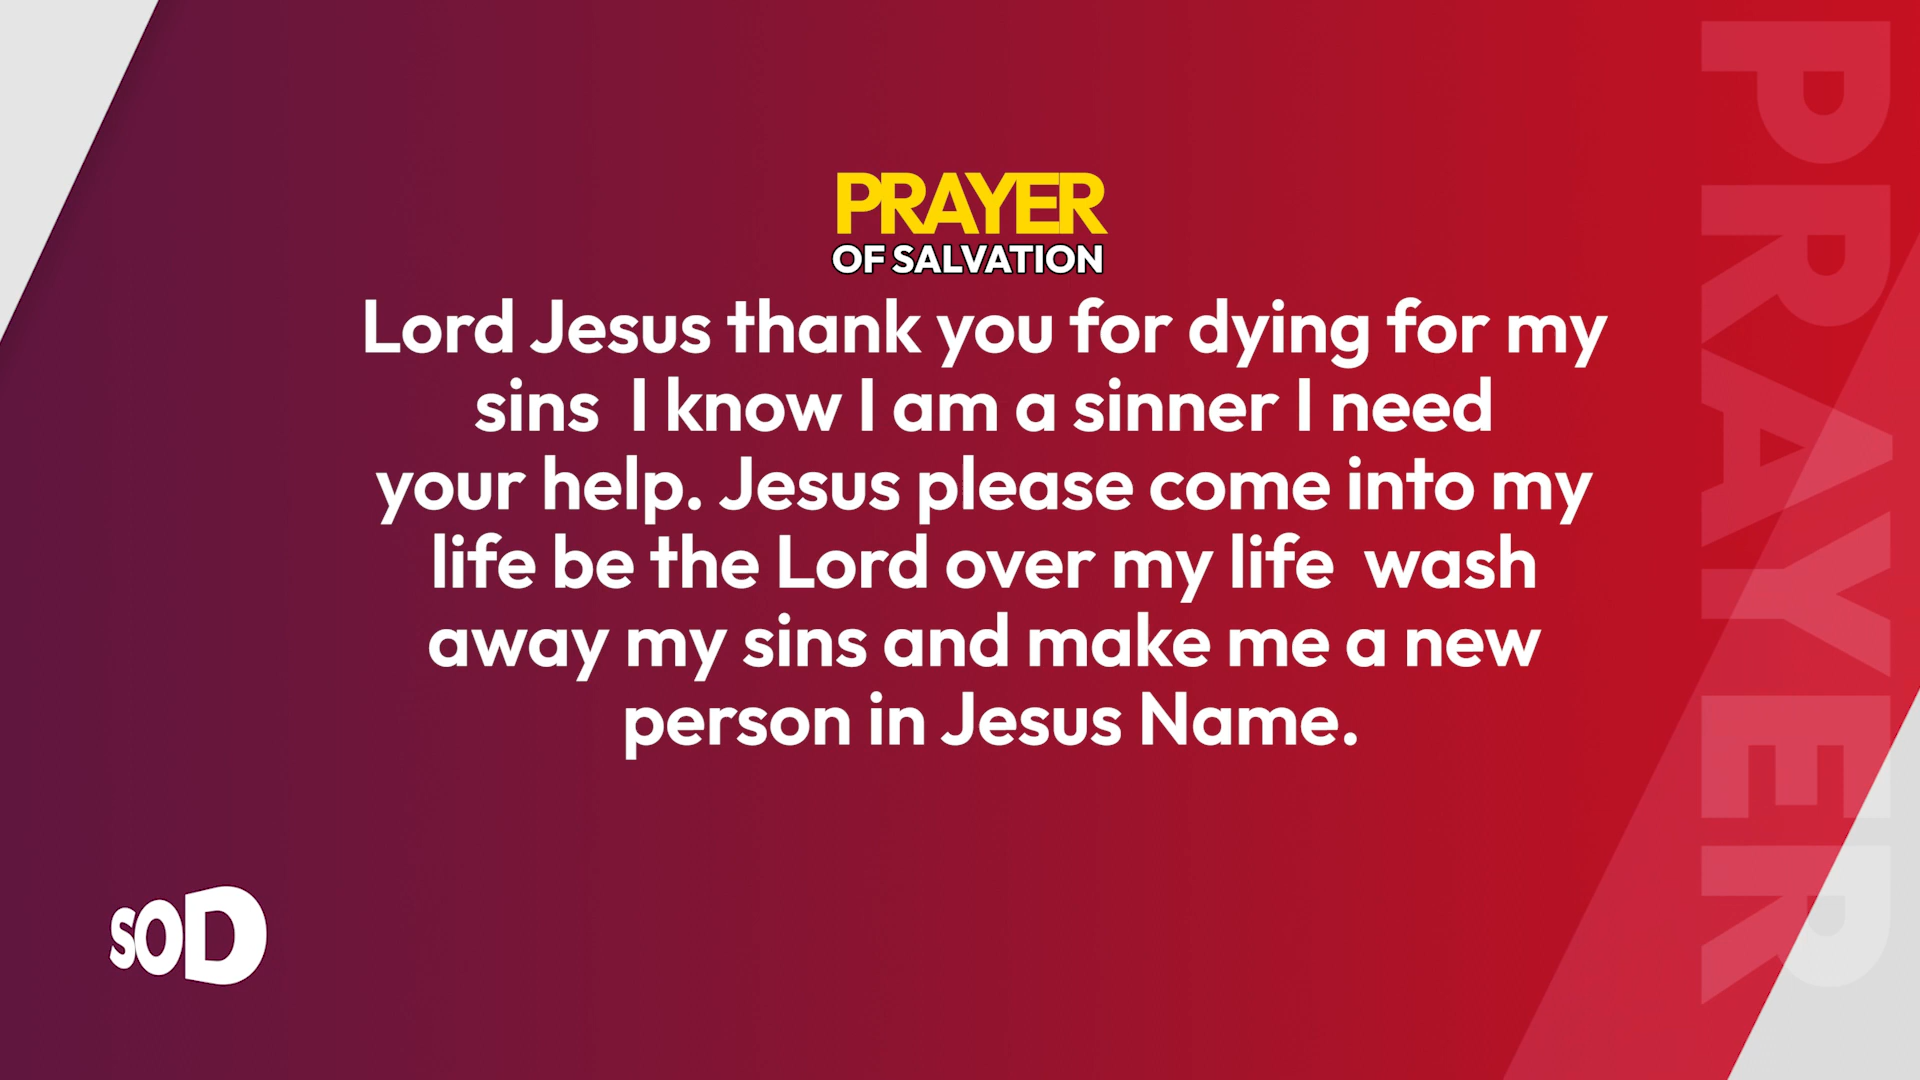 PRAYER
OF SALVATION
Lord Jesus thank you for dying for my
sins  I know I am a sinner I need
your help. Jesus please come into my
life be the Lord over my life  wash
away my sins and make me a new
person in Jesus Name.
SOD
PRAYER